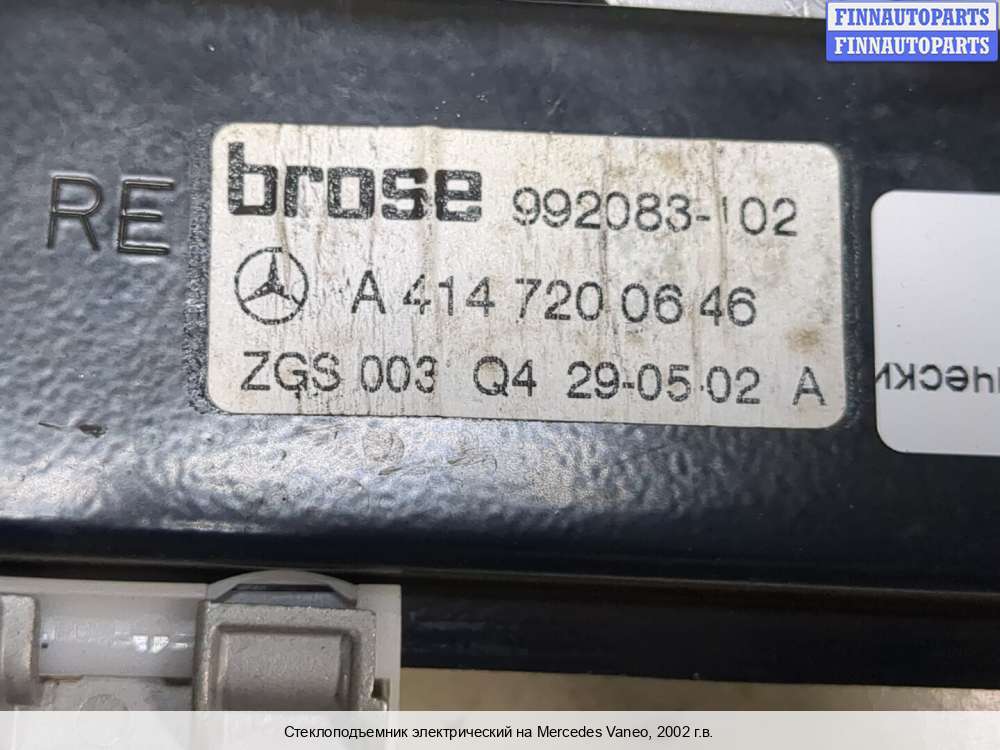 FINNAUTOPARTS
FINNAUTOPARTS
RE
brose 992083-102
A 414 720 06 46
ZGS 003 Q4 29-05-02 A
Стеклоподъемник электрический на Mercedes Vaneo, 2002 г.в.